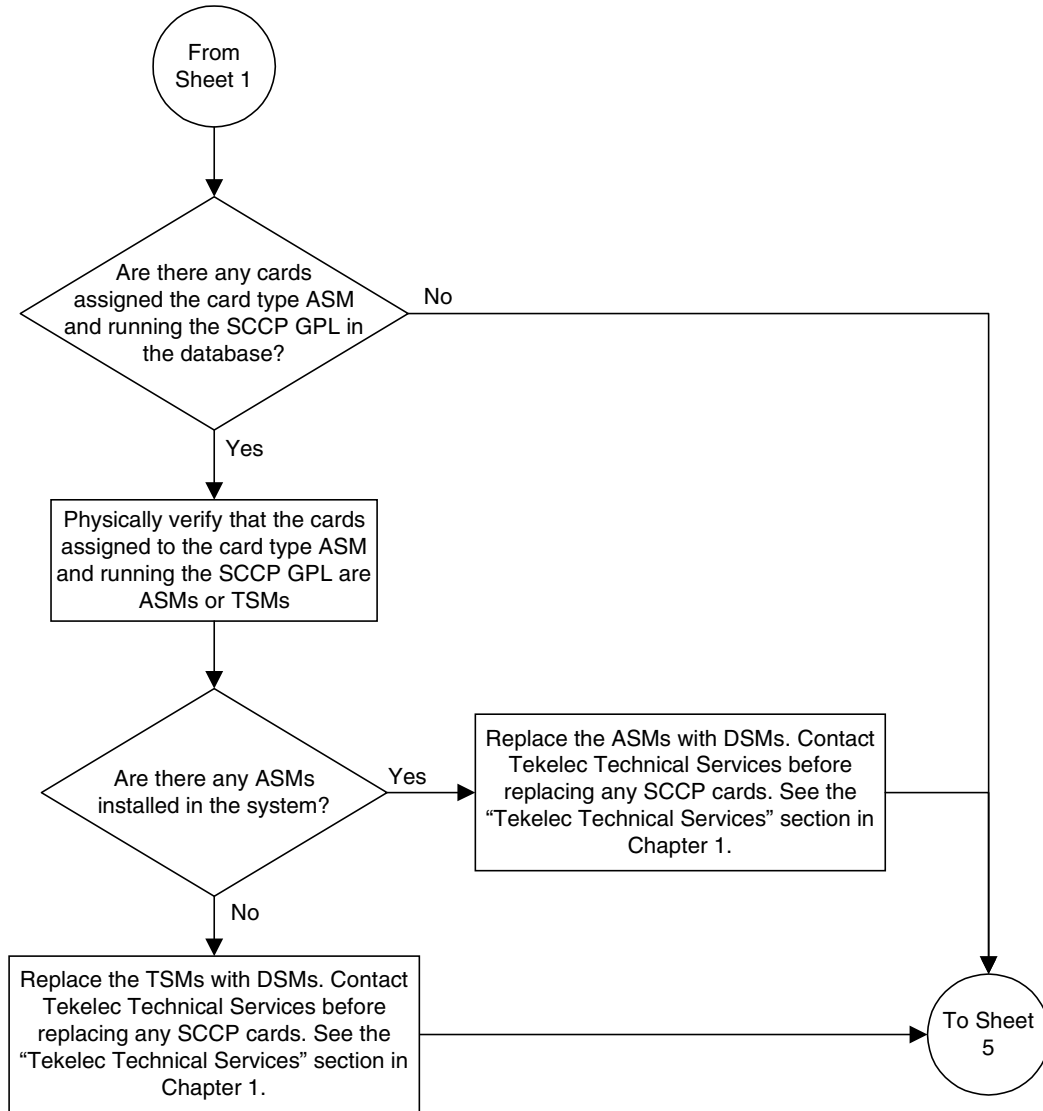 From
Sheet 1
Are there any cards
assigned the card type ASM
and running the SCCP GPL in
the database?
No
Yes
Physically verify that the cards
assigned to the card type ASM
and running the SCCP GPL are
ASMs or TSMs
Are there any ASMs
installed in the system?
Yes
Replace the ASMs with DSMs. Contact
Tekelec Technical Services before
replacing any SCCP cards. See the
“Tekelec Technical Services” section in
Chapter 1.
No
Replace the TSMs with DSMs. Contact
Tekelec Technical Services before
replacing any SCCP cards. See the
“Tekelec Technical Services” section in
Chapter 1.
To Sheet
5